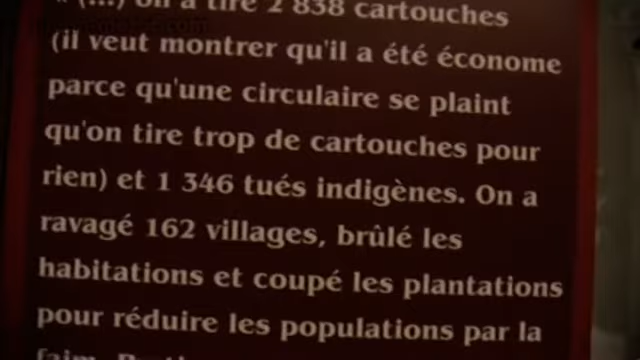 « (...) on a tiré 2 838 cartouches
(il veut montrer qu'il a été économe
parce qu'une circulaire se plaint
qu'on tire trop de cartouches pour
rien) et 1 346 tués indigènes. On a
ravagé 162 villages, brûlé les
habitations et coupé les plantations
pour réduire les populations par la
faim.